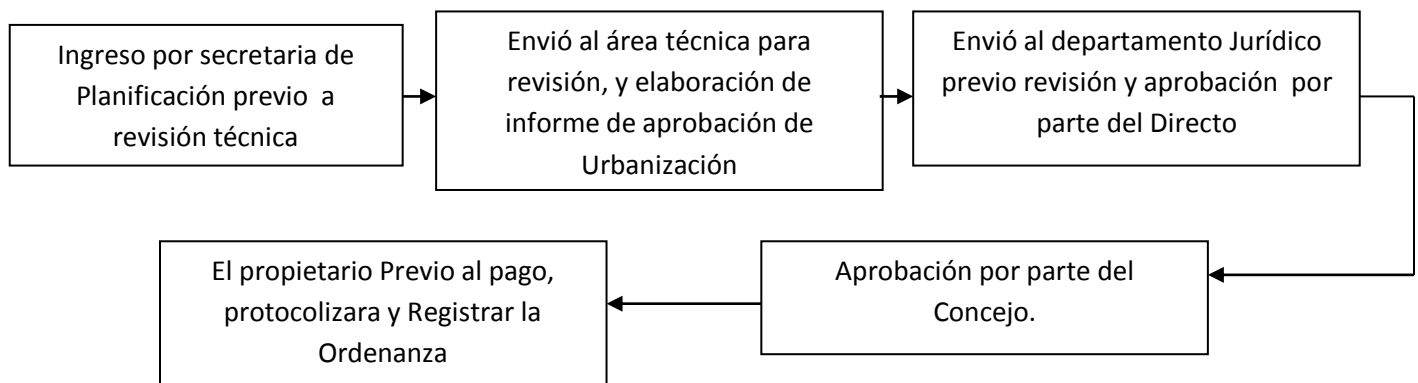 Ingreso por secretaria de
Planificación previo a
revisión técnica
Envió al área técnica para
revisión, y elaboración de
informe de aprobación de
Urbanización
Envió al departamento Jurídico
previo revisión y aprobación por
parte del Directo
Aprobación por parte del
Concejo.
El propietario Previo al pago,
protocolizara y Registrar la
Ordenanza